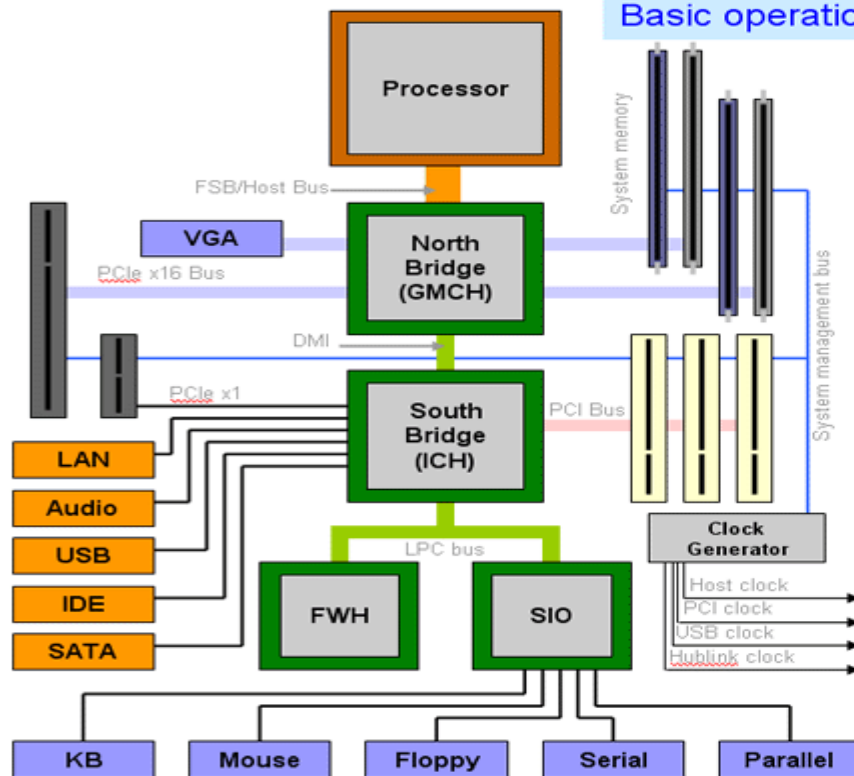 Basic operatio
Processor
System memory
FSB/Host Bus
VGA
North
Bridge
(GMCH)
PCIe x16 Bus
System management bus
DMI
PCIe x1
South
Bridge
(ICH)
PCI Bus
LAN
Audio
USB
IDE
SATA
LPC bus
Clock
Generator
FWH
SIO
Host clock
PCI clock
USB clock
Hublink clock
KB
Mouse
Floppy
Serial
Parallel